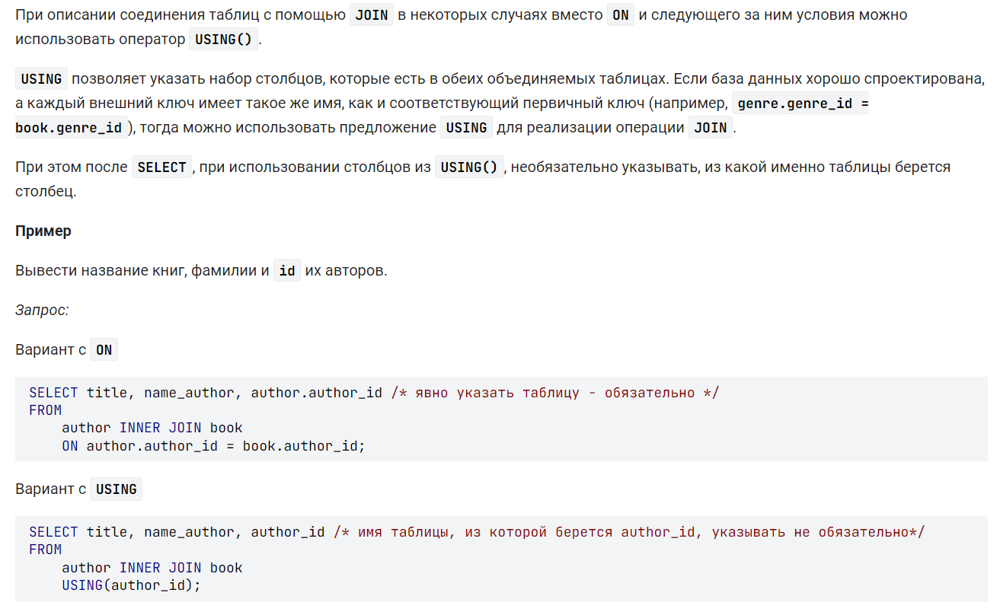 При описании соединения таблиц с помощью JOIN в некоторых случаях вместо ON и следующего за ним условия можно
использовать оператор USING().
USING позволяет указать набор столбцов, которые есть в обеих объединяемых таблицах. Если база данных хорошо спроектирована,
а каждый внешний ключ имеет такое же имя, как и соответствующий первичный ключ (например, genre.genre_id =
book.genre_id), тогда можно использовать предложение USING для реализации операции JOIN.
При этом после SELECT, при использовании столбцов из USING(), необязательно указывать, из какой именно таблицы берется
столбец.
Пример
Вывести название книг, фамилии и id их авторов.
Запрос:
Вариант с ON
SELECT title, name_author, author.author_id /* явно указать таблицу - обязательно */
FROM
    author INNER JOIN book
    ON author.author_id = book.author_id;
Вариант с USING
SELECT title, name_author, author_id /* имя таблицы, из которой берется author_id, указывать не обязательно*/
FROM
    author INNER JOIN book
    USING(author_id);